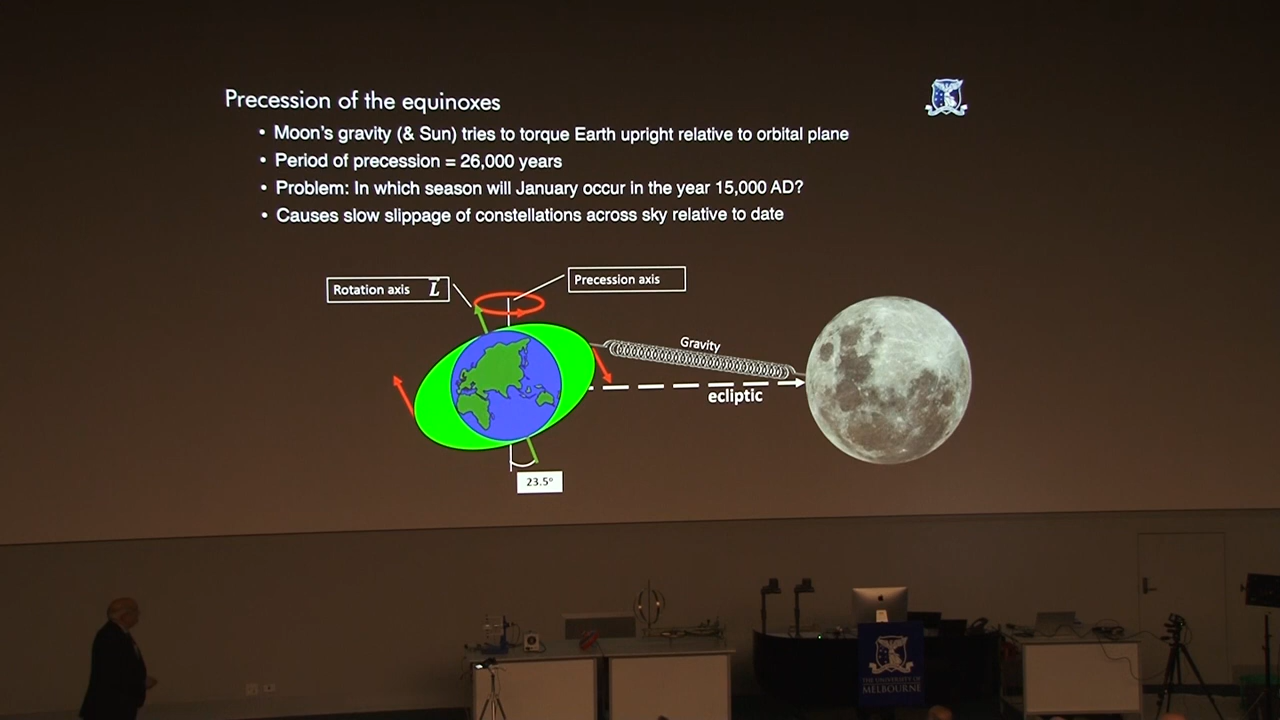 Precession of the equinoxes
• Moon's gravity (& Sun) tries to torque Earth upright relative to orbital plane
• Period of precession = 26,000 years
• Problem: In which season will January occur in the year 15,000 AD?
• Causes slow slippage of constellations across sky relative to date
Rotation axis L̄
Precession axis
Gravity
ecliptic
23.5°
THE UNIVERSITY OF
MELBOURNE